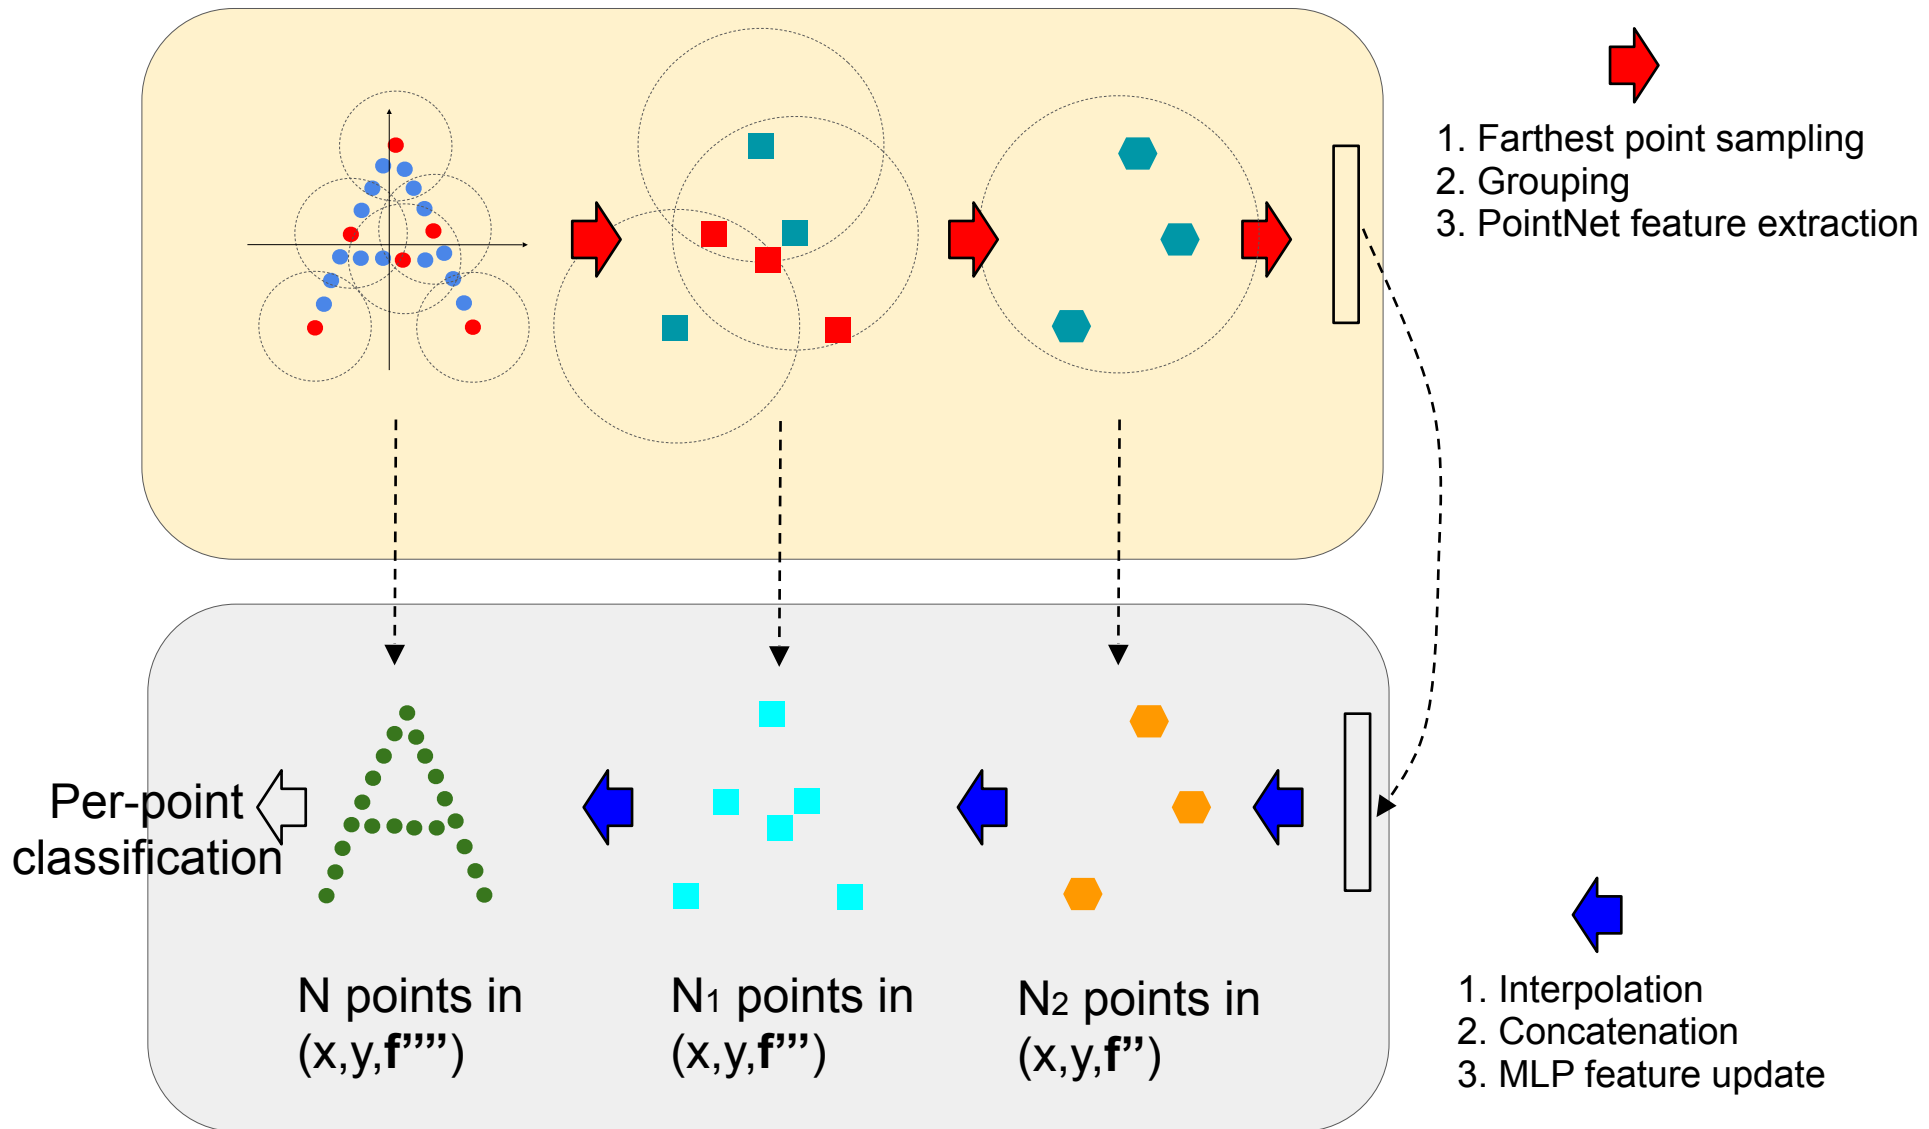 1. Farthest point sampling
2. Grouping
3. PointNet feature extraction
Per-point
classification
N points in
(x,y,f’’’’)
N1 points in
(x,y,f’’’)
N2 points in
(x,y,f’’)
1. Interpolation
2. Concatenation
3. MLP feature update